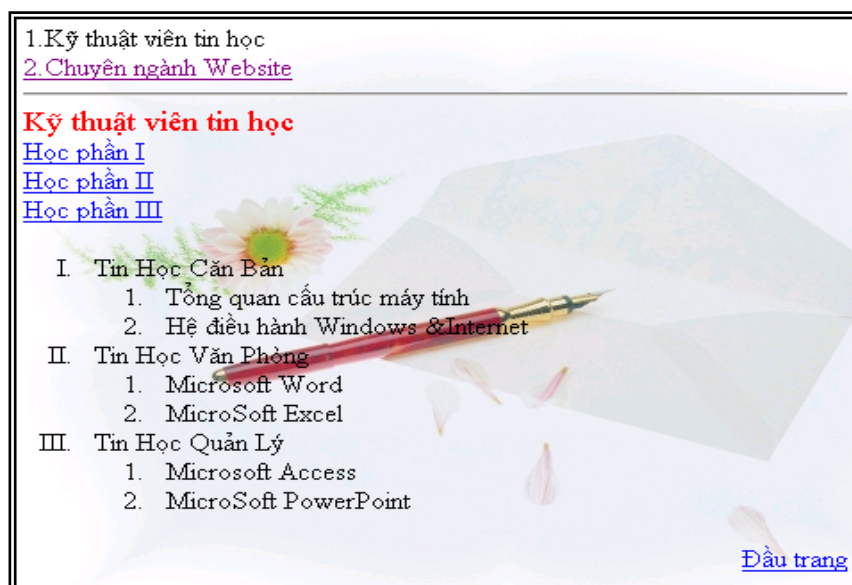 1.Kỹ thuật viên tin học
2.Chuyên ngành Website
Kỹ thuật viên tin học
Học phần I
Học phần II
Học phần III
I. Tin Học Căn Bản
1. Tổng quan cấu trúc máy tính
2. Hệ điều hành Windows &Internet
II. Tin Học Văn Phòng
1. Microsoft Word
2. MicroSoft Excel
III. Tin Học Quản Lý
1. Microsoft Access
2. MicroSoft PowerPoint
Đầu trang